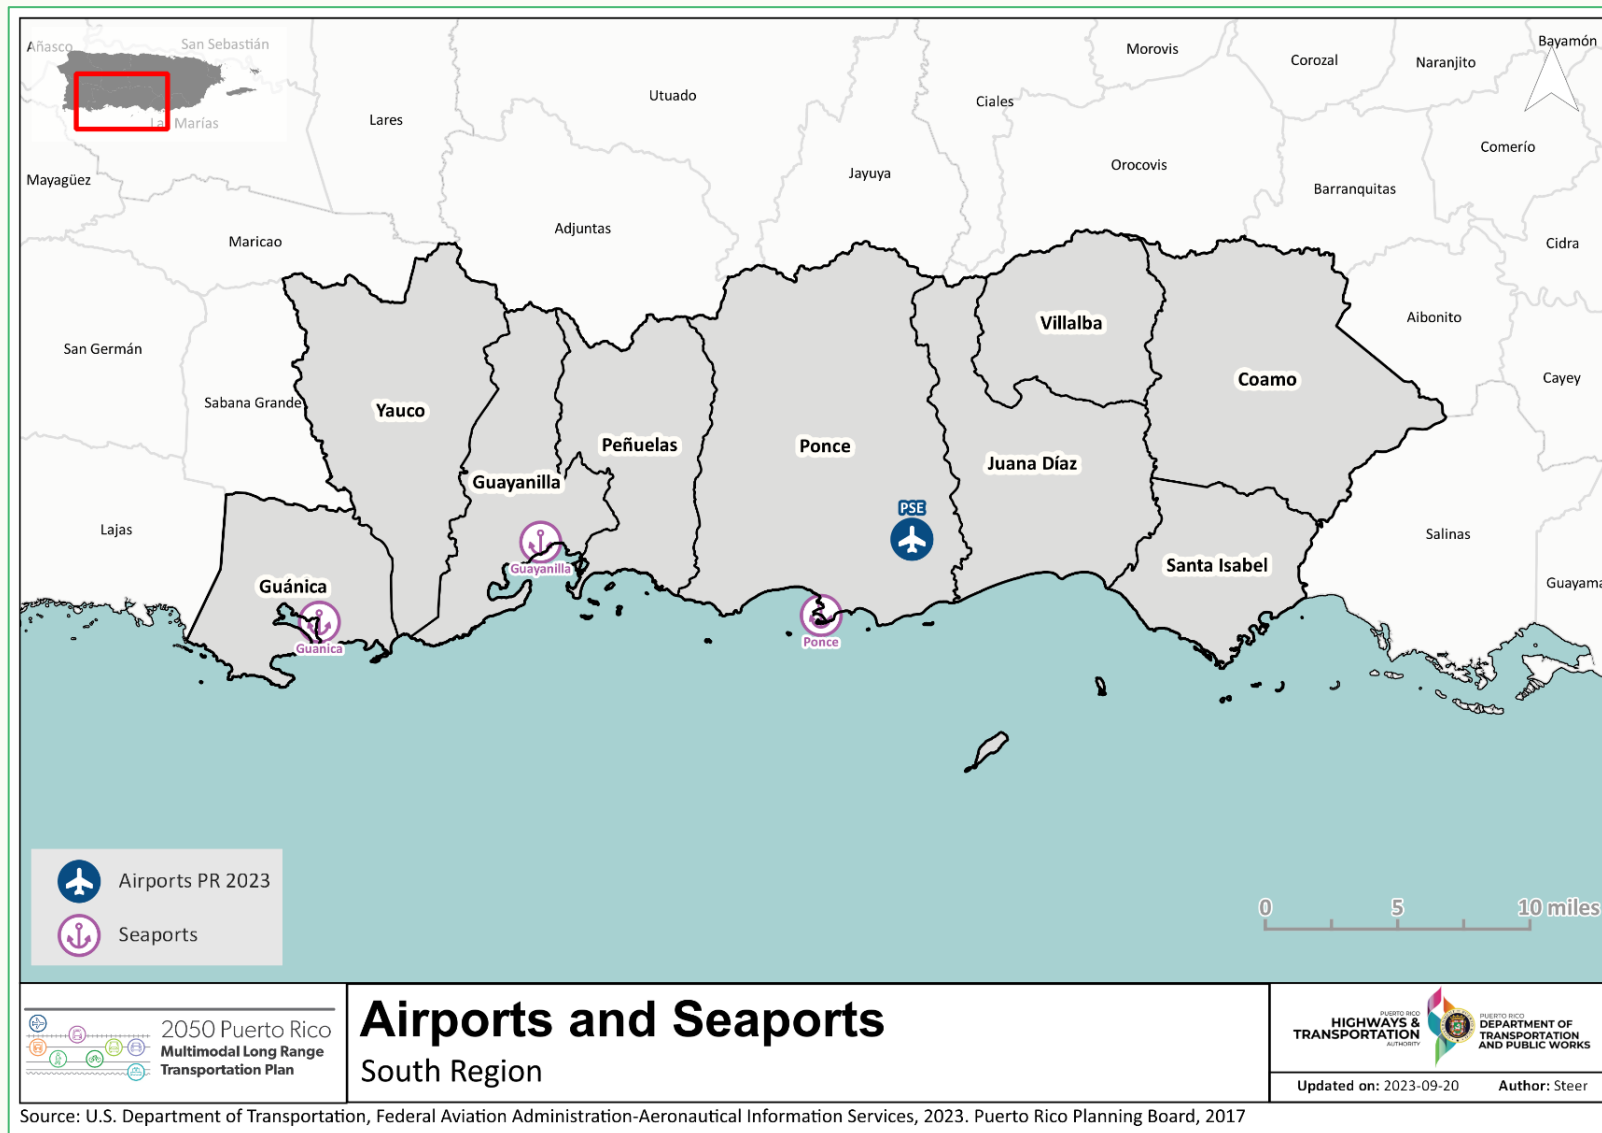 Añasco
San Sebastián
Las Marías
Mayagüez
Lares
Utuado
Ciales
Morovis
Corozal
Naranjito
Bayamón
Comerío
Orocovis
Barranquitas
Jayuya
Adjuntas
Maricao
Cidra
San Germán
Sabana Grande
Aibonito
Cayey
Lajas
Salinas
Guayama
Villalba
Coamo
Yauco
Peñuelas
Ponce
Juana Díaz
Guayanilla
Guánica
Santa Isabel
PSE
Guayanilla
Guanica
Ponce
Airports PR 2023
Seaports
0 5 10 miles
2050 Puerto Rico
Multimodal Long Range
Transportation Plan
Airports and Seaports
South Region
PUERTO RICO
HIGHWAYS &
TRANSPORTATION
AUTHORITY
PUERTO RICO
DEPARTMENT OF
TRANSPORTATION
AND PUBLIC WORKS
Updated on: 2023-09-20 Author: Steer
Source: U.S. Department of Transportation, Federal Aviation Administration-Aeronautical Information Services, 2023. Puerto Rico Planning Board, 2017